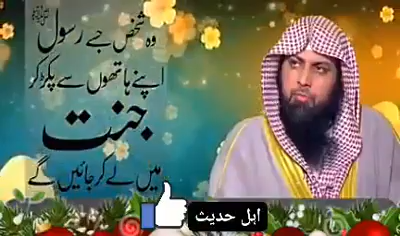 وہ شخص جسے رسول ﷺ
اپنے ہاتھوں سے پکڑ کر
جنت
میں لے کر جائیں گے
اہل حدیث